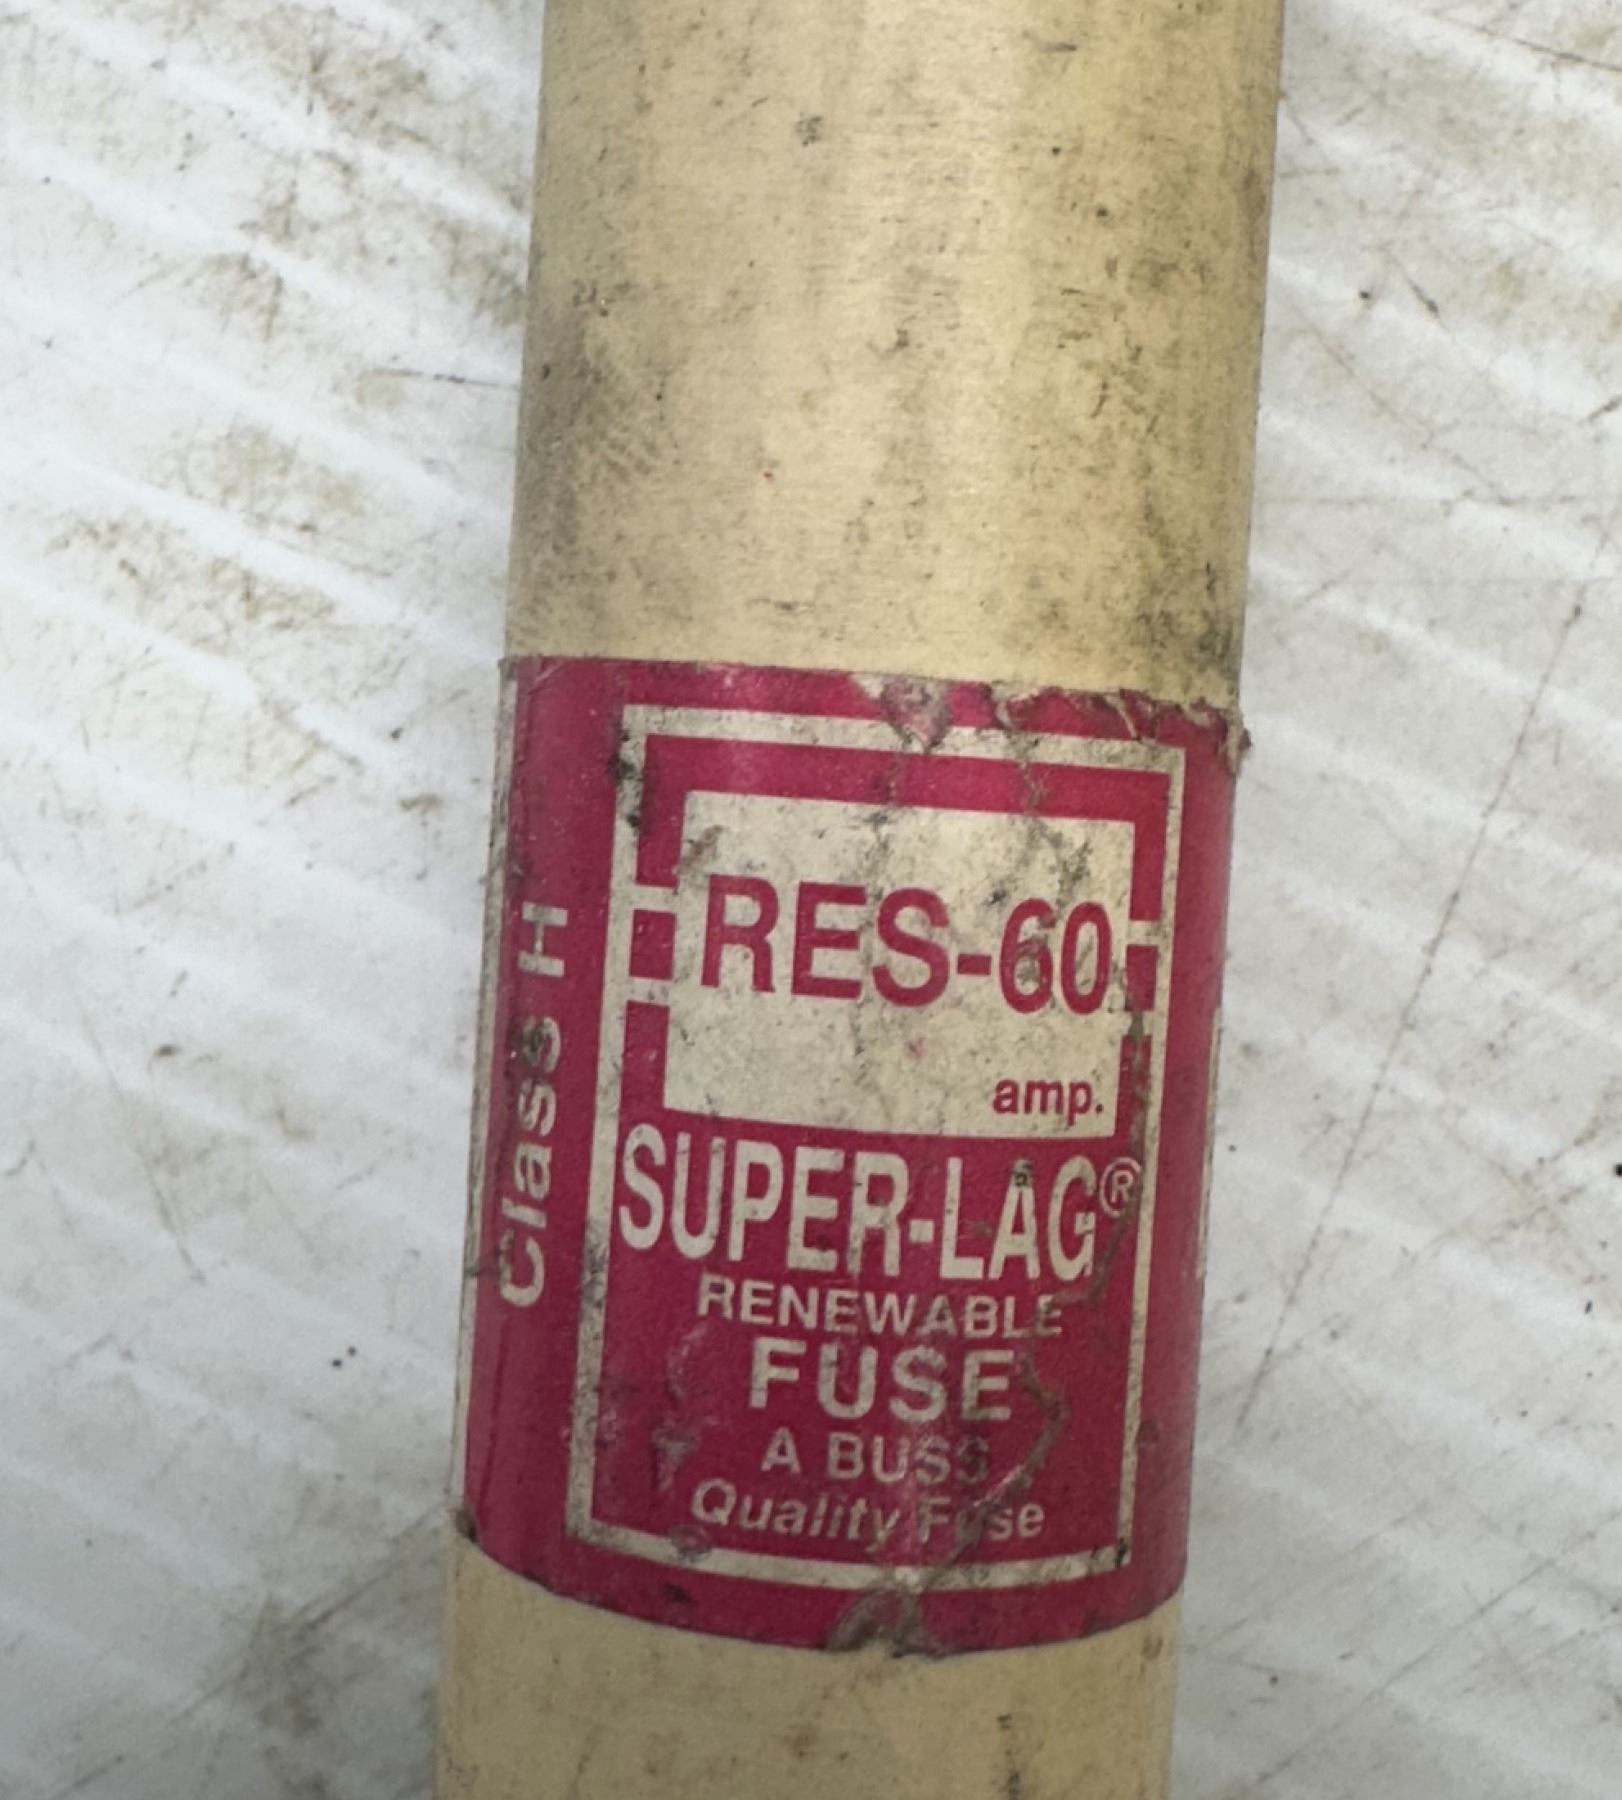 Class H
RES-60
amp.
SUPER-LAG®
RENEWABLE
FUSE
A BUSS
Quality Fuse